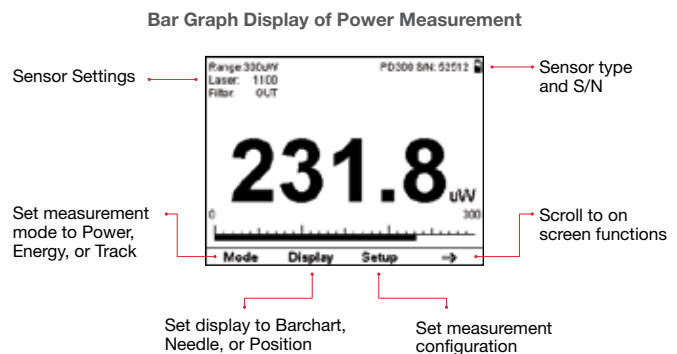 Bar Graph Display of Power Measurement
Sensor Settings
Range:300uW
Laser: 1100
Filter: OUT
PD300 S/N: 52512
Sensor type
and S/N
231.8 uW
0
300
Set measurement
mode to Power,
Energy, or Track
Scroll to on
screen functions
Mode Display Setup →
Set display to Barchart,
Needle, or Position
Set measurement
configuration